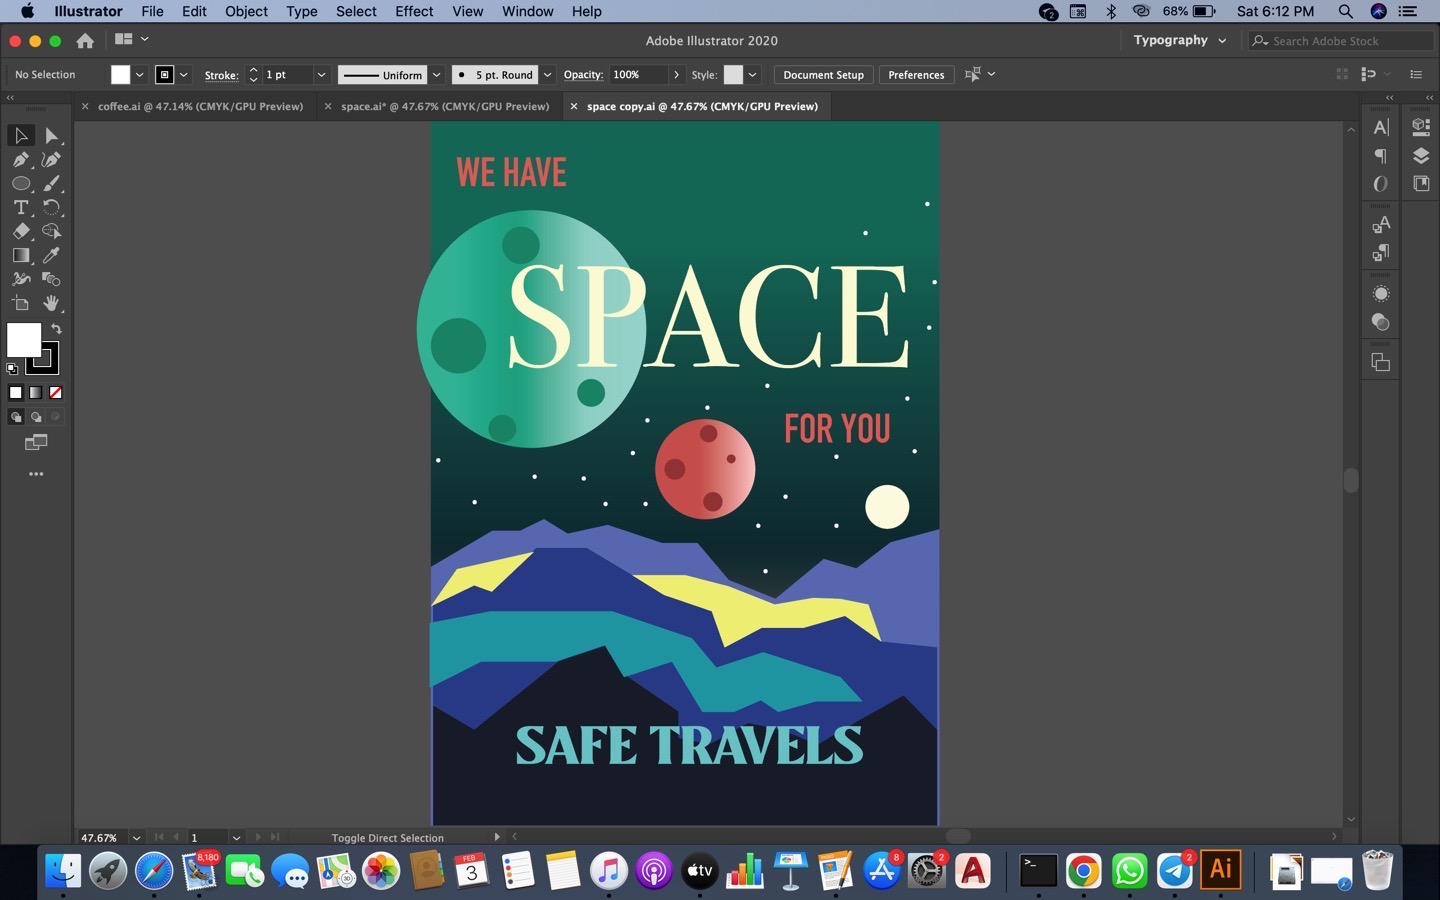 Illustrator File Edit Object Type Select Effect View Window Help 2 68% Sat 6:12 PM
Adobe Illustrator 2020 Typography Search Adobe Stock
No Selection Stroke: 1 pt Uniform 5 pt. Round Opacity: 100% Style: Document Setup Preferences
coffee.ai @ 47.14% (CMYK/GPU Preview) space.ai* @ 47.67% (CMYK/GPU Preview) space copy.ai @ 47.67% (CMYK/GPU Preview)
WE HAVE
SPACE
FOR YOU
SAFE TRAVELS
47.67% 1 Toggle Direct Selection
8,180 FEB 3 tv 8 2 >_ 2 Ai